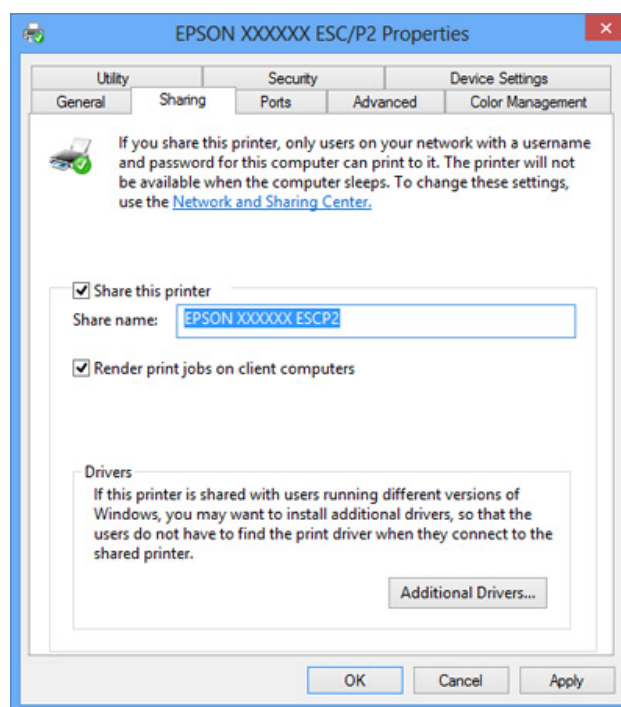 EPSON XXXXXX ESC/P2 Properties
Utility Security Device Settings
General Sharing Ports Advanced Color Management
If you share this printer, only users on your network with a username
and password for this computer can print to it. The printer will not
be available when the computer sleeps. To change these settings,
use the Network and Sharing Center.
Share this printer
Share name: EPSON XXXXXX ESCP2
Render print jobs on client computers
Drivers
If this printer is shared with users running different versions of
Windows, you may want to install additional drivers, so that the
users do not have to find the print driver when they connect to the
shared printer.
Additional Drivers...
OK Cancel Apply